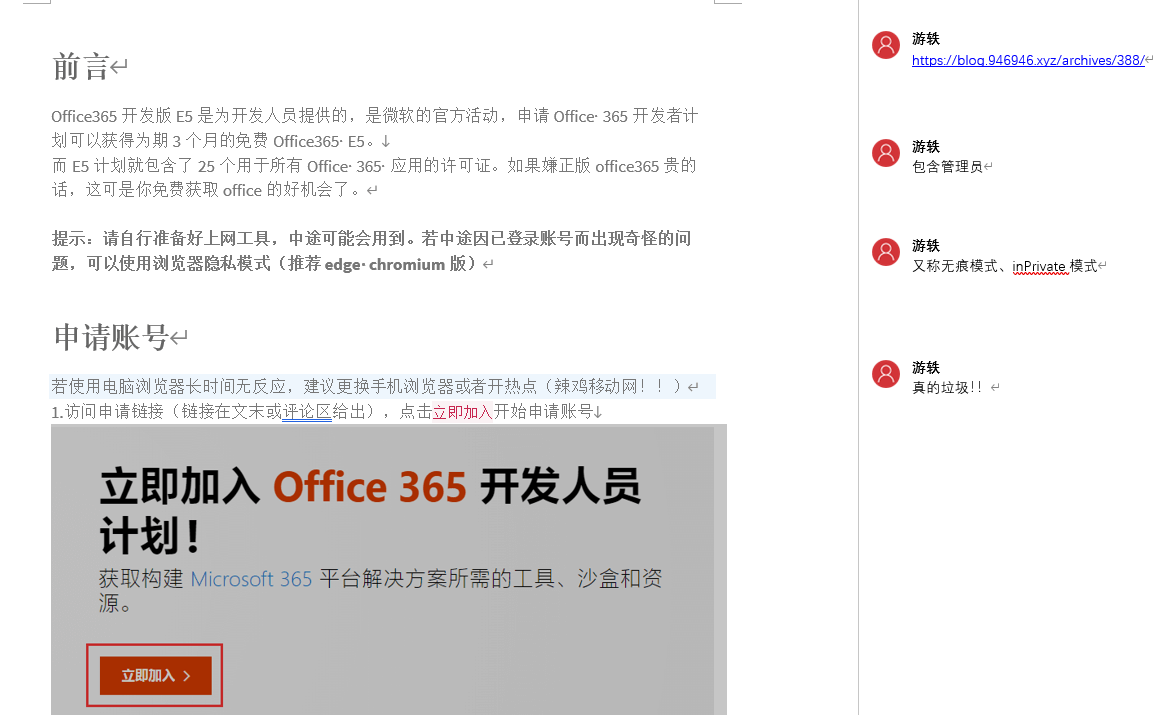 前言
Office365 开发版 E5 是为开发人员提供的，是微软的官方活动，申请 Office 365 开发者计
划可以获得为期 3 个月的免费 Office365 E5。
而 E5 计划就包含了 25 个用于所有 Office 365 应用的许可证。如果嫌正版 office365 贵的
话，这可是你免费获取 office 的好机会了。
提示：请自行准备好上网工具，中途可能会用到。若中途因已登录账号而出现奇怪的问
题，可以使用浏览器隐私模式（推荐 edge chromium 版）
申请账号
若使用电脑浏览器长时间无反应，建议更换手机浏览器或者开热点（辣鸡移动网！！）
1.访问申请链接（链接在文末或评论区给出），点击立即加入开始申请账号
立即加入 Office 365 开发人员
计划！
获取构建 Microsoft 365 平台解决方案所需的工具、沙盒和资
源。
立即加入 >
游轶
https://blog.946946.xyz/archives/388/
游轶
包含管理员
游轶
又称无痕模式、inPrivate 模式
游轶
真的垃圾！！